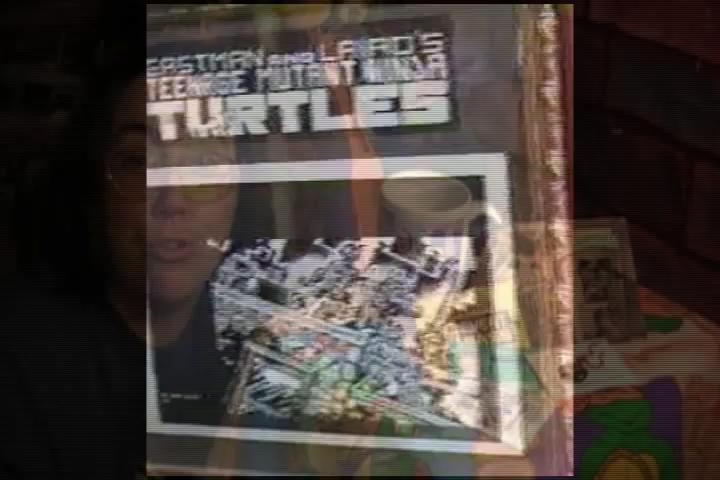 EASTMAN AND LAIRD'S
TEENAGE MUTANT NINJA
TURTLES